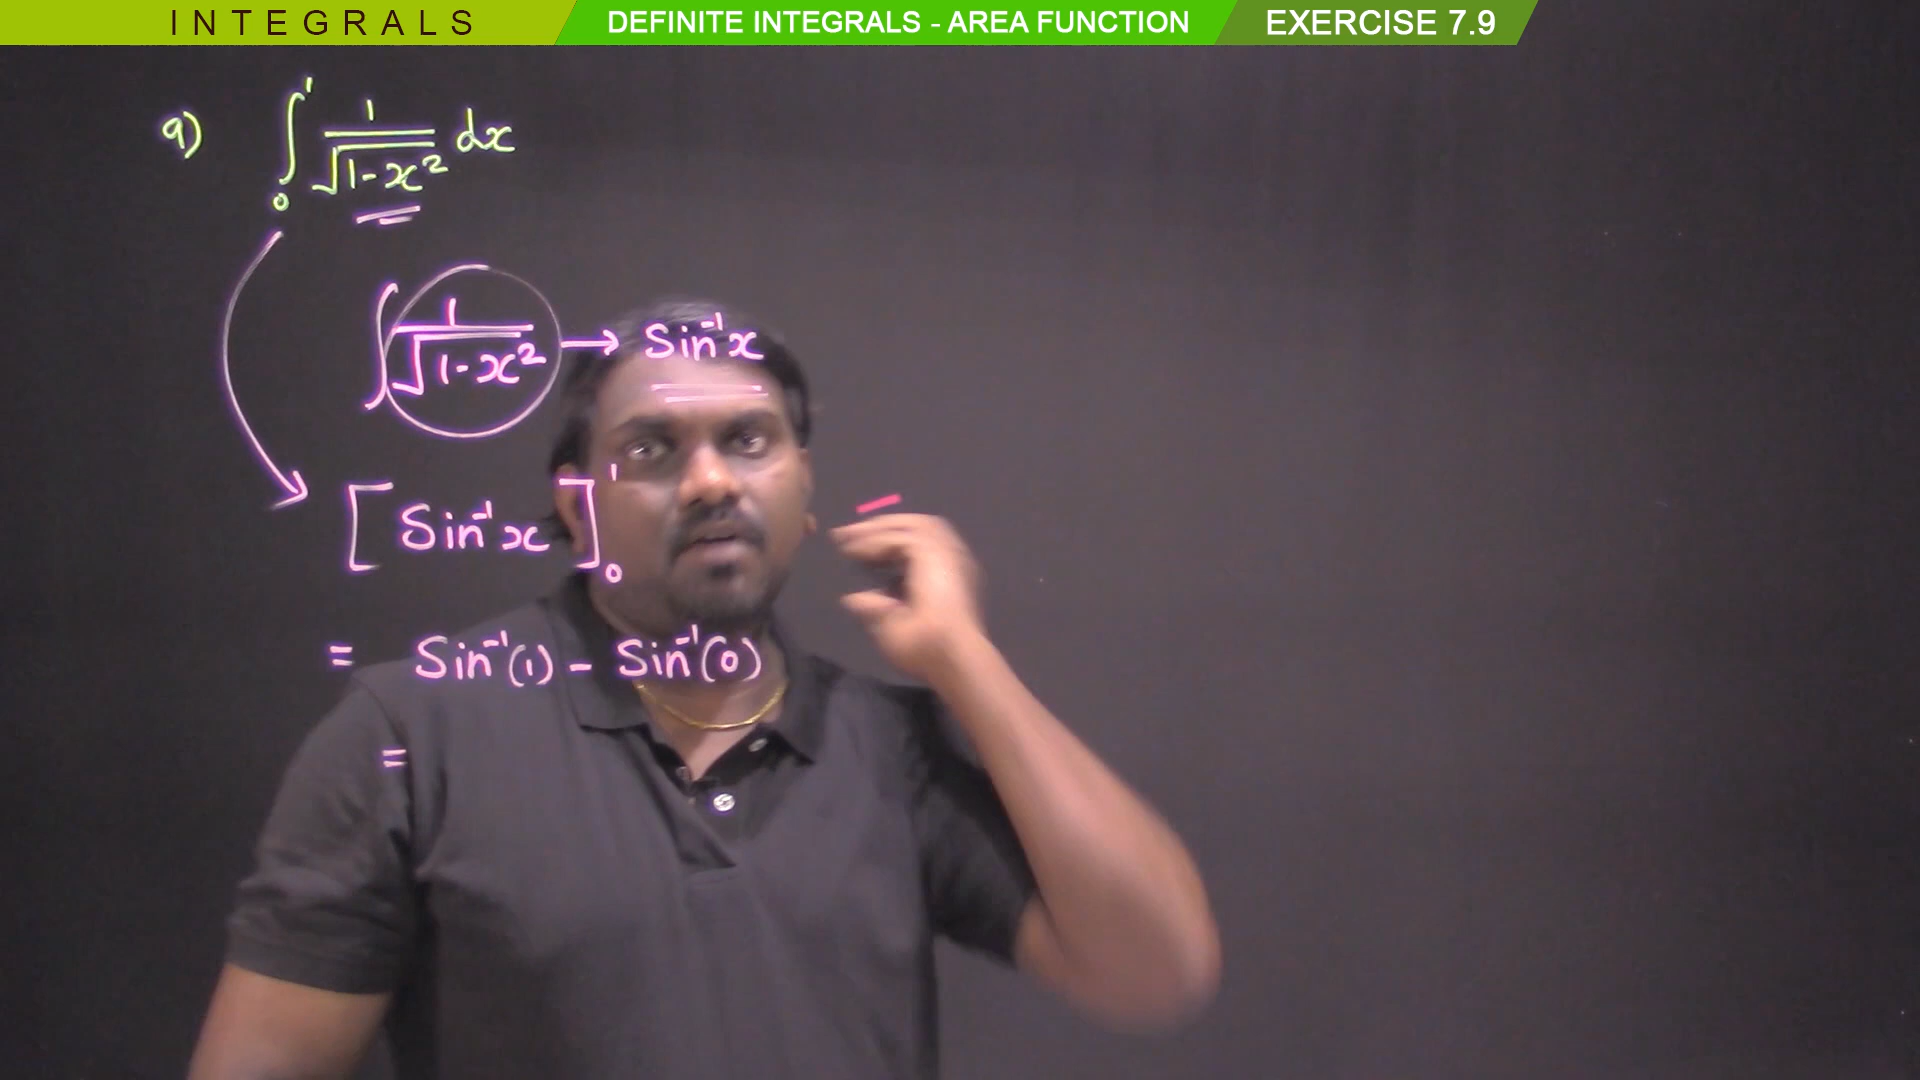 INTEGRALS DEFINITE INTEGRALS - AREA FUNCTION EXERCISE 7.9
9) ∫₀¹ 1/√(1-x²) dx
∫ 1/√(1-x²) → Sin⁻¹x
[Sin⁻¹x]₀¹
= Sin⁻¹(1) - Sin⁻¹(0)
=